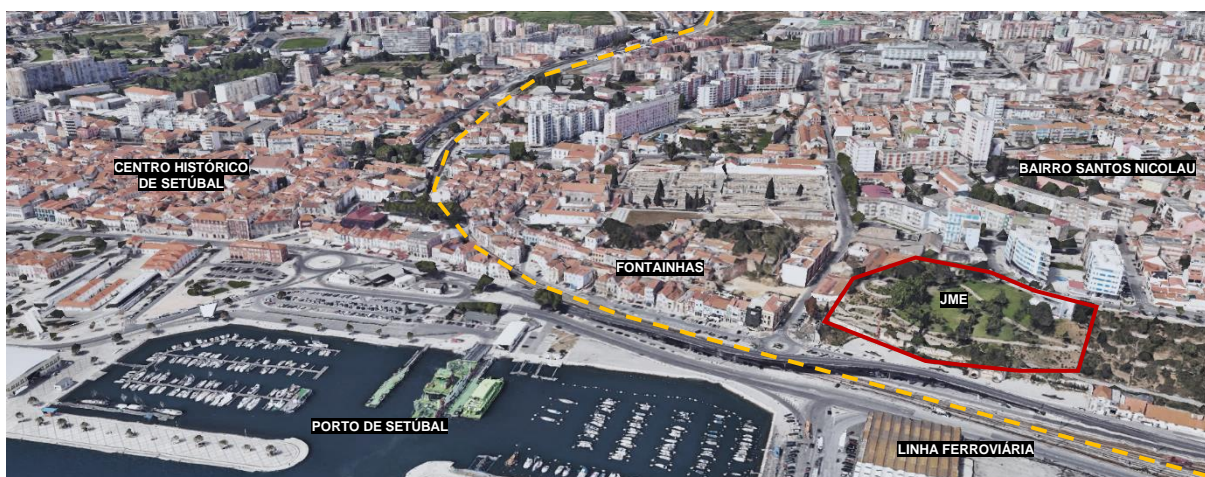 CENTRO HISTÓRICO
DE SETÚBAL
BAIRRO SANTOS NICOLAU
FONTAINHAS
JME
PORTO DE SETÚBAL
LINHA FERROVIÁRIA